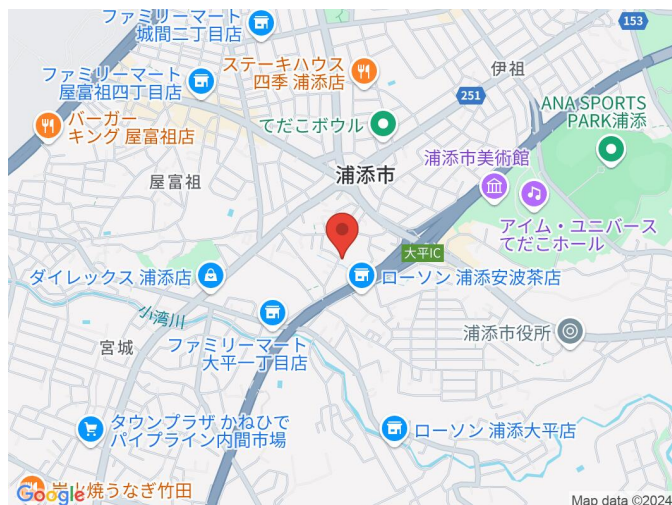 ファミリーマート
城間二丁目店
153
ステーキハウス
四季 浦添店
伊祖
ファミリーマート
屋富祖四丁目店
251
ANA SPORTS
PARK浦添
バーガー
キング 屋富祖店
てだこボウル
浦添市美術館
屋富祖
浦添市
アイム・ユニバース
てだこホール
大平IC
ダイレックス 浦添店
ローソン 浦添安波茶店
小湾川
宮城
ファミリーマート
大平一丁目店
浦添市役所
タウンプラザ かねひで
パイプライン内間市場
ローソン 浦添大平店
焼うなぎ竹田
Google
Map data ©2024